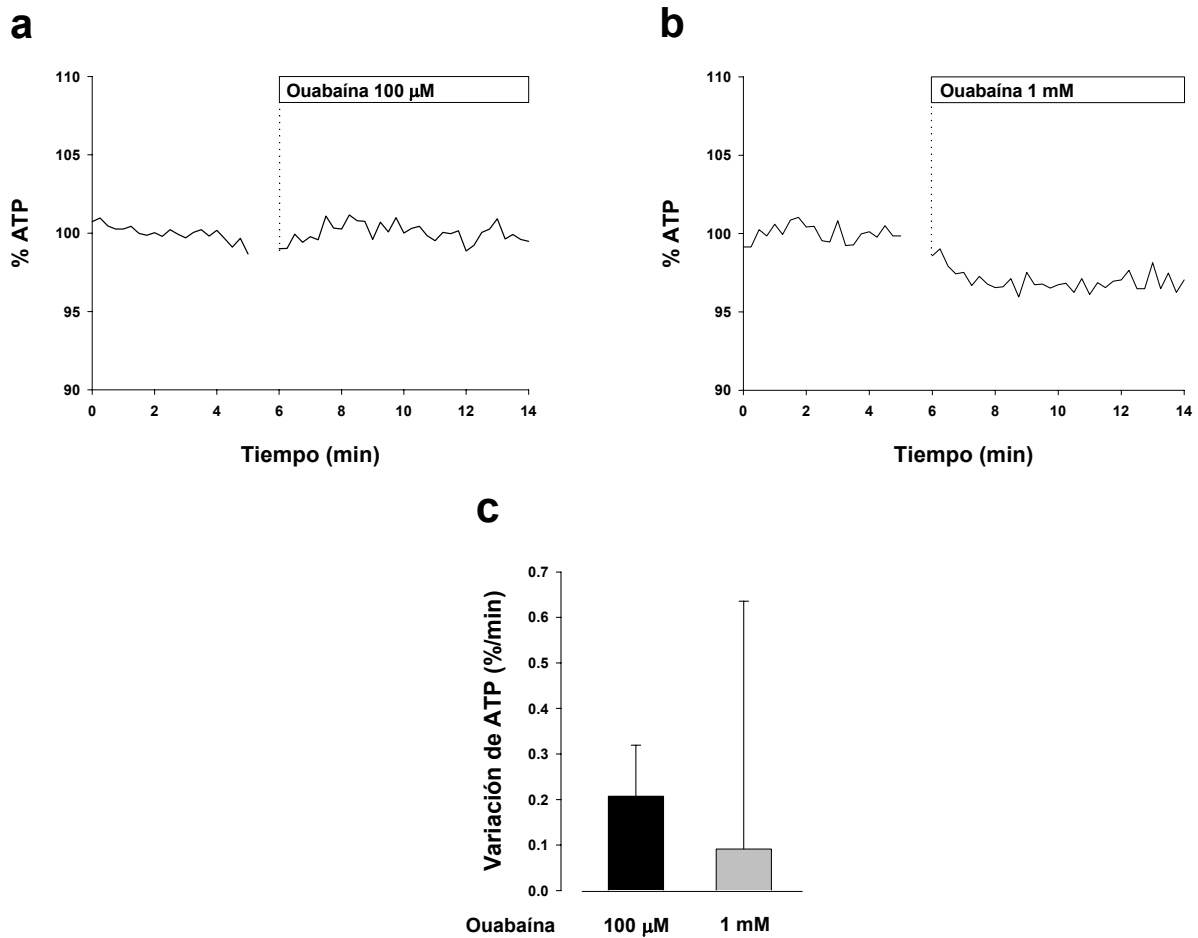 a
110
105
100
95
90
% ATP
Ouabaína 100 μM
0 2 4 6 8 10 12 14
Tiempo (min)
b
110
105
100
95
90
% ATP
Ouabaína 1 mM
0 2 4 6 8 10 12 14
Tiempo (min)
c
0.7
0.6
0.5
0.4
0.3
0.2
0.1
0.0
Variación de ATP (%/min)
Ouabaína 100 μM 1 mM